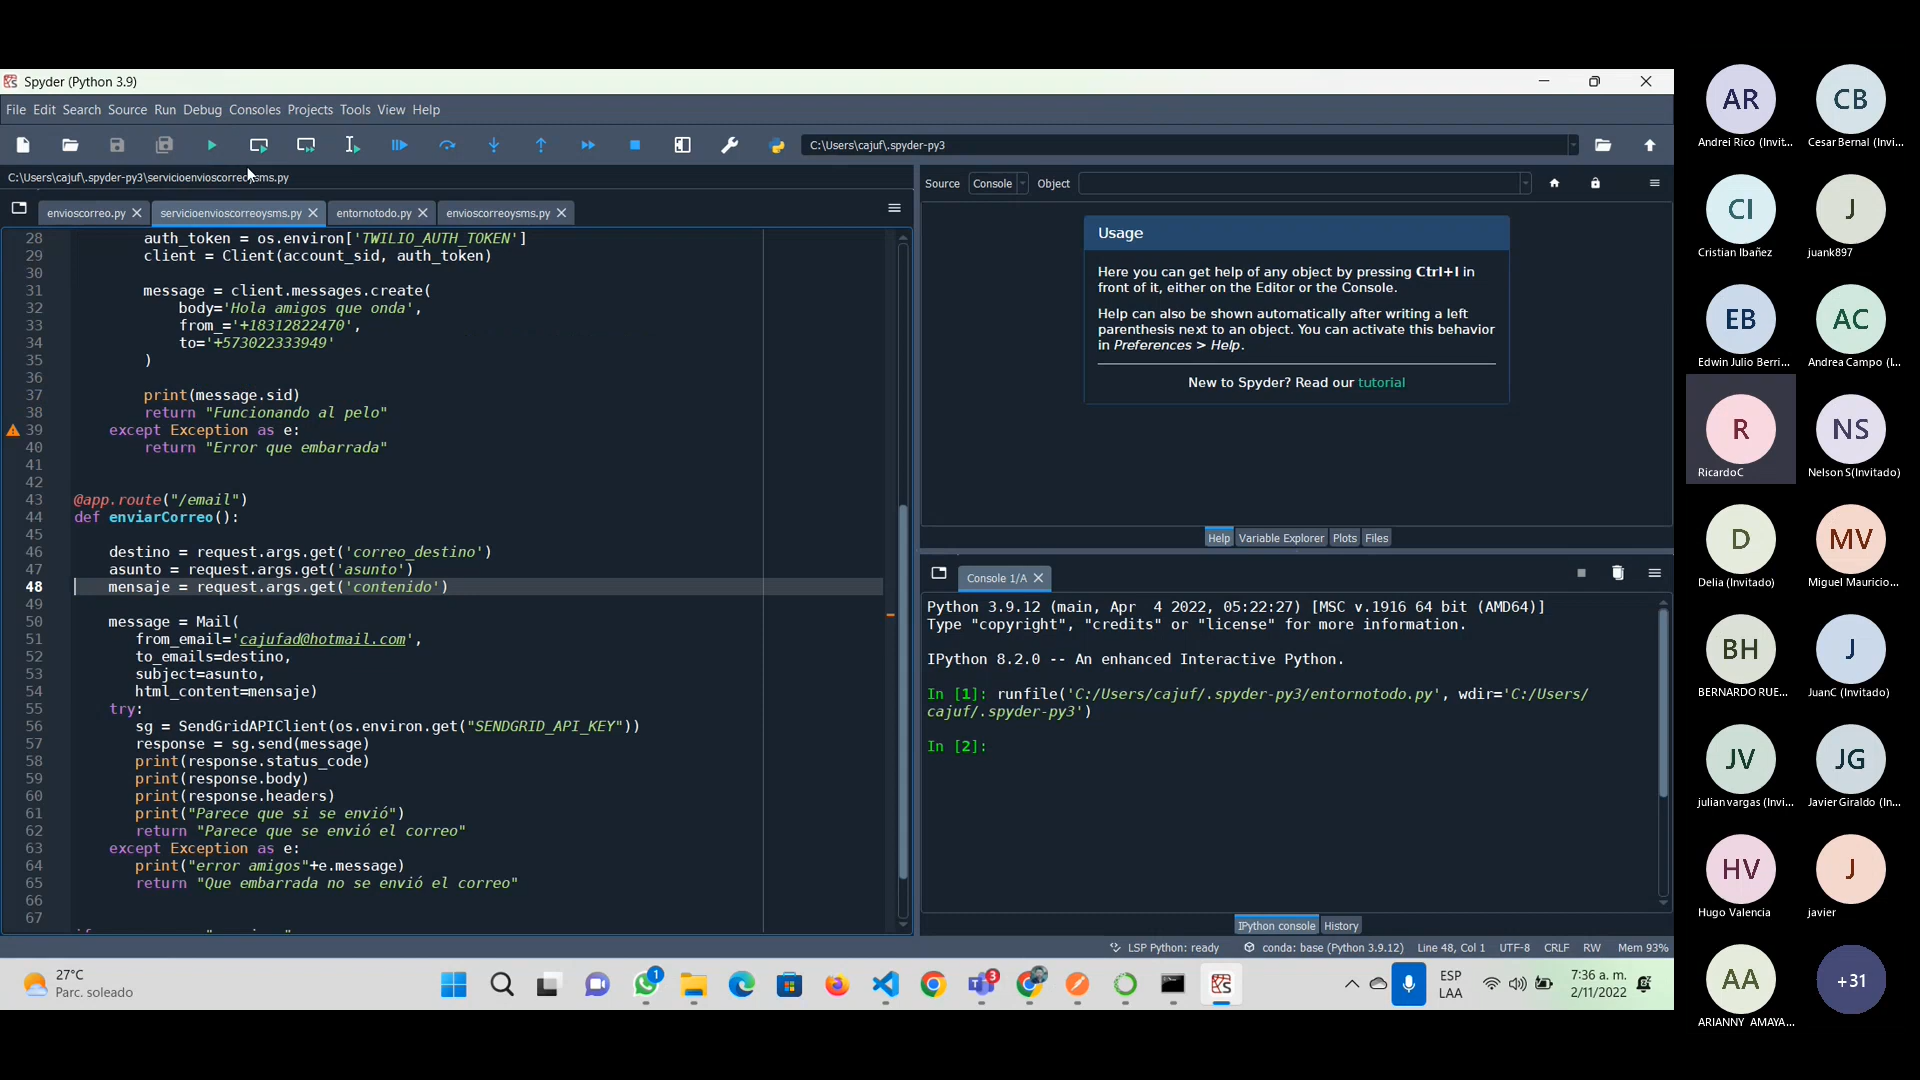 Spyder (Python 3.9)
File Edit Search Source Run Debug Consoles Projects Tools View Help
C:\Users\cajuf\.spyder-py3
C:\Users\cajuf\.spyder-py3\servicioenvioscorreoysms.py
envioscorreo.py
servicioenvioscorreoysms.py
entornotodo.py
envioscorreoysms.py
28 auth_token = os.environ['TWILIO_AUTH_TOKEN']
29 client = Client(account_sid, auth_token)
30
31 message = client.messages.create(
32 body='Hola amigos que onda',
33 from_='+18312822470',
34 to='+573022333949'
35 )
36
37 print(message.sid)
38 return "Funcionando al pelo"
39 except Exception as e:
40 return "Error que embarrada"
41
42
43 @app.route("/email")
44 def enviarCorreo():
45
46 destino = request.args.get('correo_destino')
47 asunto = request.args.get('asunto')
48 mensaje = request.args.get('contenido')
49
50 message = Mail(
51 from_email='cajufad@hotmail.com',
52 to_emails=destino,
53 subject=asunto,
54 html_content=mensaje)
55 try:
56 sg = SendGridAPIClient(os.environ.get("SENDGRID_API_KEY"))
57 response = sg.send(message)
58 print(response.status_code)
59 print(response.body)
60 print(response.headers)
61 print("Parece que si se envió")
62 return "Parece que se envió el correo"
63 except Exception as e:
64 print("error amigos"+e.message)
65 return "Que embarrada no se envió el correo"
66
67
Source Console Object
Usage
Here you can get help of any object by pressing Ctrl+I in
front of it, either on the Editor or the Console.
Help can also be shown automatically after writing a left
parenthesis next to an object. You can activate this behavior
in Preferences > Help.
New to Spyder? Read our tutorial
Help Variable Explorer Plots Files
Console 1/A
Python 3.9.12 (main, Apr  4 2022, 05:22:27) [MSC v.1916 64 bit (AMD64)]
Type "copyright", "credits" or "license" for more information.
IPython 8.2.0 -- An enhanced Interactive Python.
In [1]: runfile('C:/Users/cajuf/.spyder-py3/entornotodo.py', wdir='C:/Users/
cajuf/.spyder-py3')
In [2]:
IPython console History
LSP Python: ready conda: base (Python 3.9.12) Line 48, Col 1 UTF-8 CRLF RW Mem 93%
27°C
Parc. soleado
1
3
ESP
LAA
7:36 a. m.
2/11/2022
AR
Andrei Rico (Invit...
CB
Cesar Bernal (Invi...
CI
Cristian Ibañez
J
juank897
EB
Edwin Julio Berri...
AC
Andrea Campo (I...
R
RicardoC
NS
Nelson S(Invitado)
D
Delia (Invitado)
MV
Miguel Mauricio...
BH
BERNARDO RUE...
J
JuanC (Invitado)
JV
julian vargas (Invi...
JG
Javier Giraldo (In...
HV
Hugo Valencia
J
javier
AA
ARIANNY AMAYA...
+31